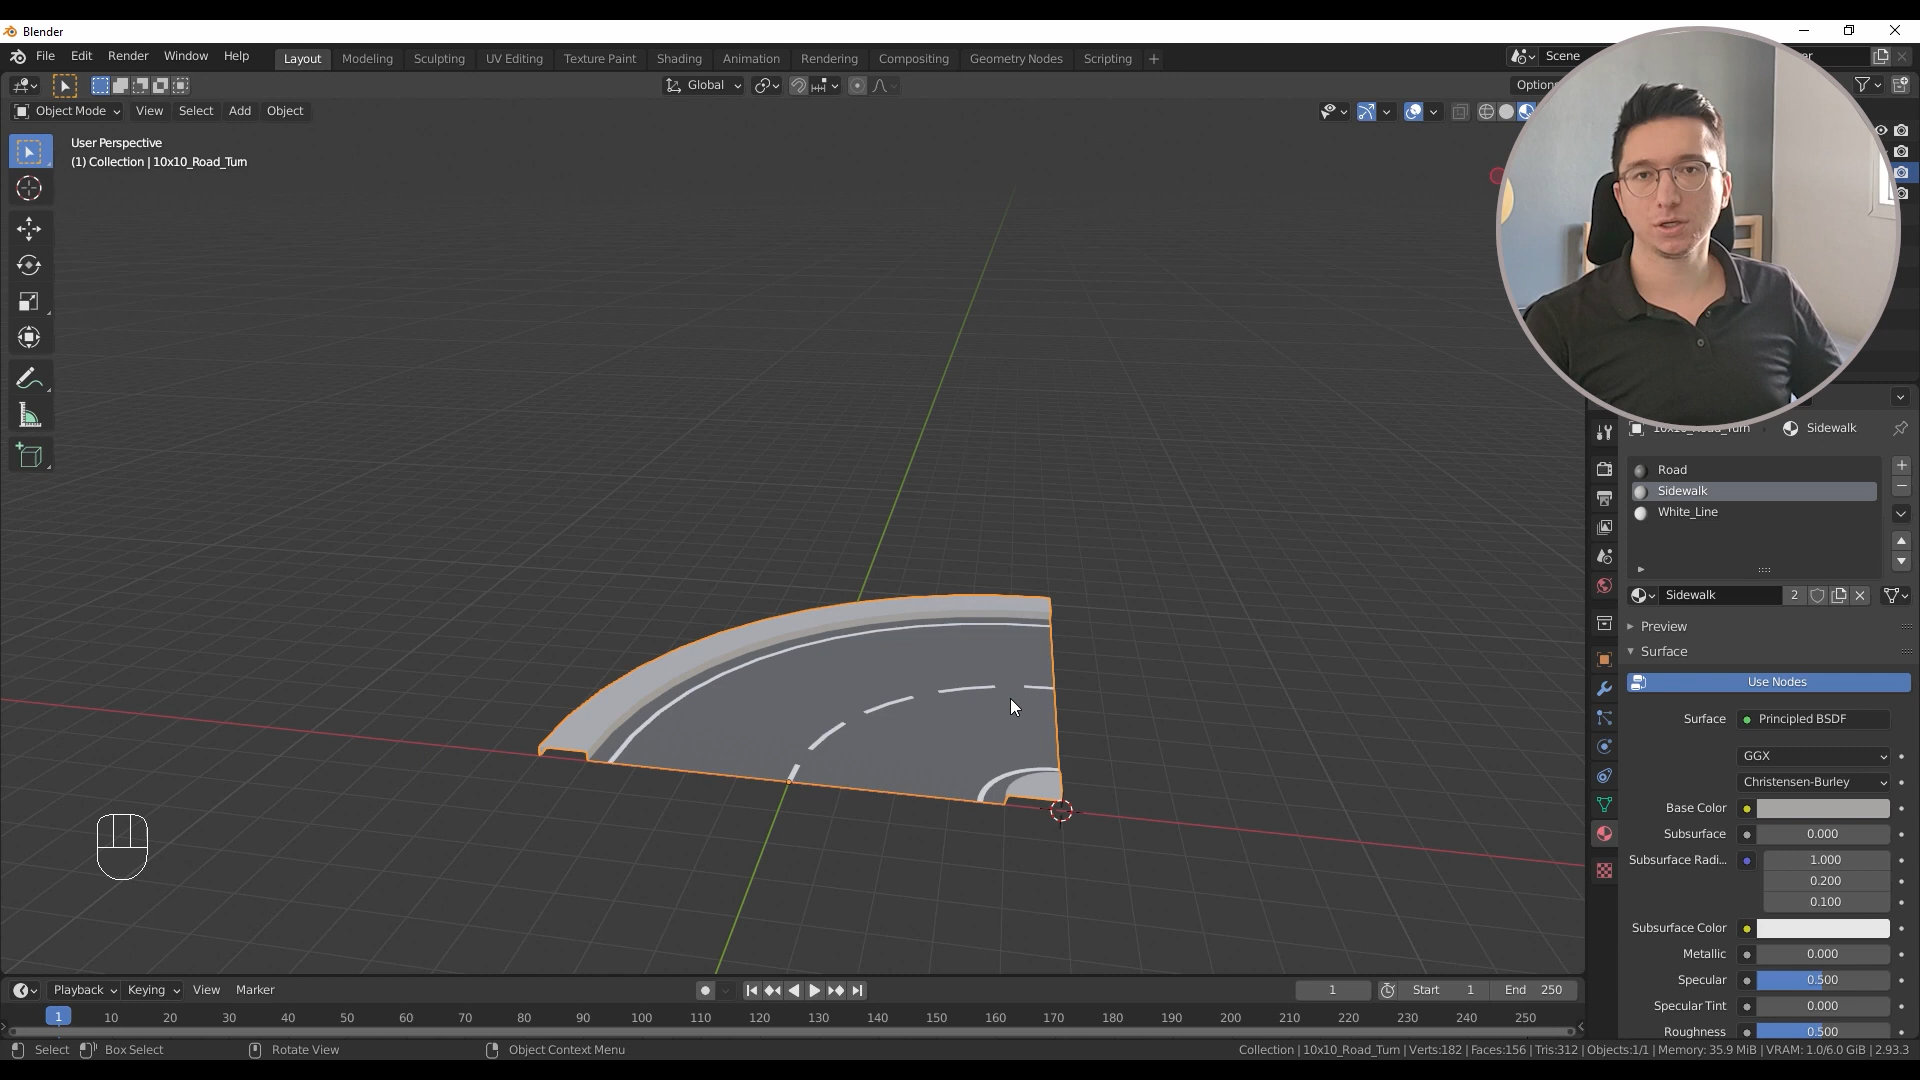 Blender
File Edit Render Window Help Layout Modeling Sculpting UV Editing Texture Paint Shading Animation Rendering Compositing Geometry Nodes Scripting + Scene
Global Options
Object Mode View Select Add Object
User Perspective
(1) Collection | 10x10_Road_Turn
10x10_Road_Turn Sidewalk
Road
Sidewalk
White_Line
Sidewalk 2
Preview
Surface
Use Nodes
Surface Principled BSDF
GGX
Christensen-Burley
Base Color
Subsurface 0.000
Subsurface Radi... 1.000
0.200
0.100
Subsurface Color
Metallic 0.000
Specular 0.500
Specular Tint 0.000
Roughness 0.500
Playback Keying View Marker 1 Start 1 End 250
1 10 20 30 40 50 60 70 80 90 100 110 120 130 140 150 160 170 180 190 200 210 220 230 240 250
Select Box Select Rotate View Object Context Menu Collection | 10x10_Road_Turn | Verts:182 | Faces:156 | Tris:312 | Objects:1/1 | Memory: 35.9 MiB | VRAM: 1.0/6.0 GiB | 2.93.3